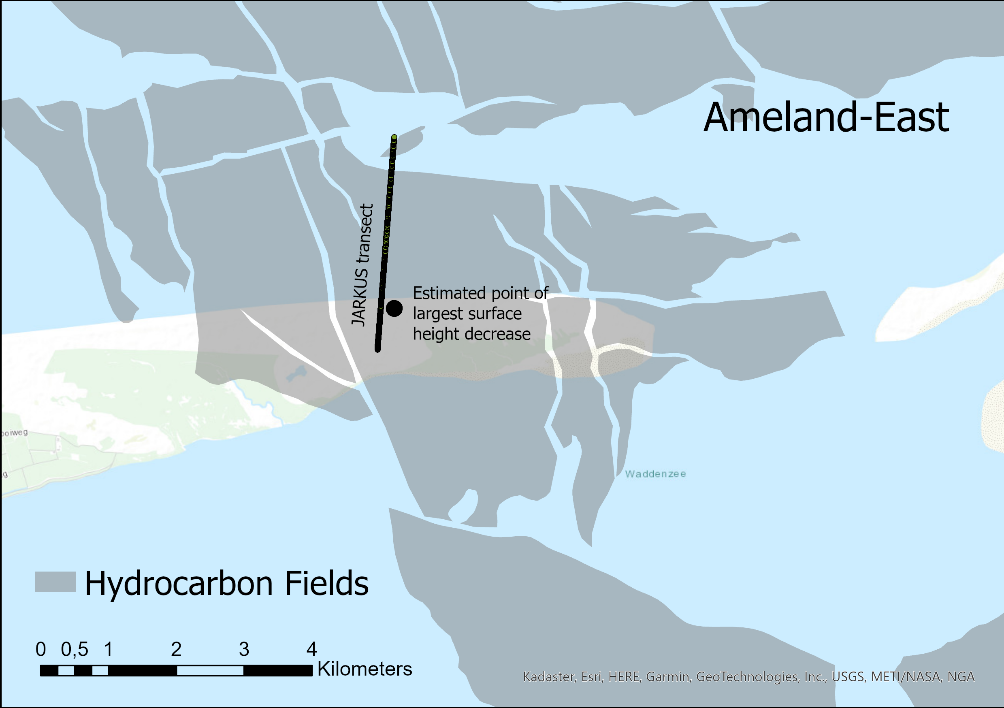 Ameland-East
JARKUS transect
Estimated point of
largest surface
height decrease
oorweg
g
Waddenzee
Hydrocarbon Fields
0 0,5 1 2 3 4
Kilometers
Kadaster, Esri, HERE, Garmin, GeoTechnologies, Inc., USGS, METI/NASA, NGA